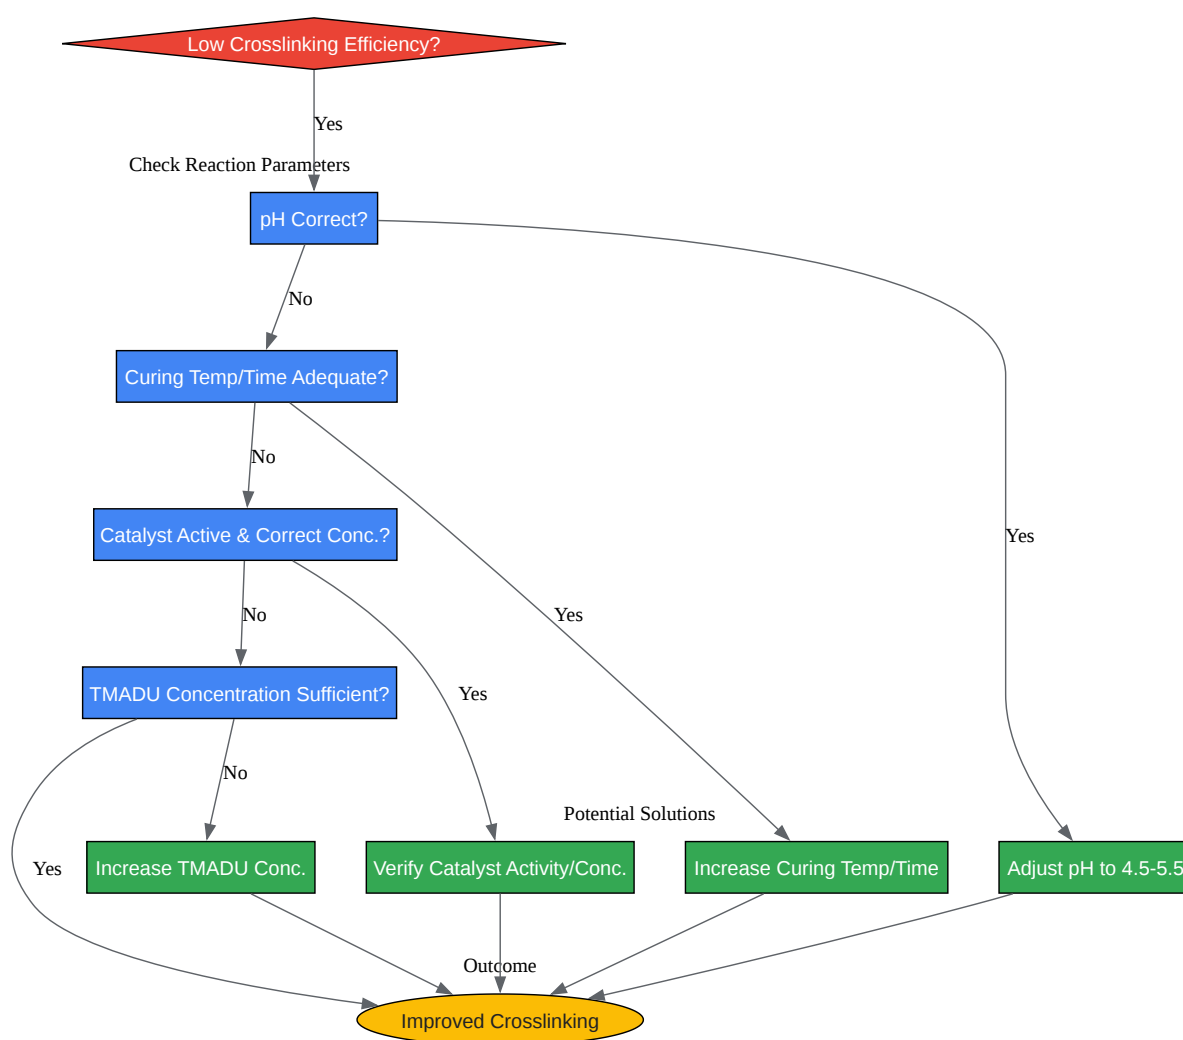 Low Crosslinking Efficiency?
Yes
Check Reaction Parameters
pH Correct?
No
Curing Temp/Time Adequate?
No
Yes
Catalyst Active & Correct Conc.?
No
Yes
TMADU Concentration Sufficient?
Yes
No
Potential Solutions
Yes
Increase TMADU Conc.
Verify Catalyst Activity/Conc.
Increase Curing Temp/Time
Adjust pH to 4.5-5.5
Outcome
Improved Crosslinking